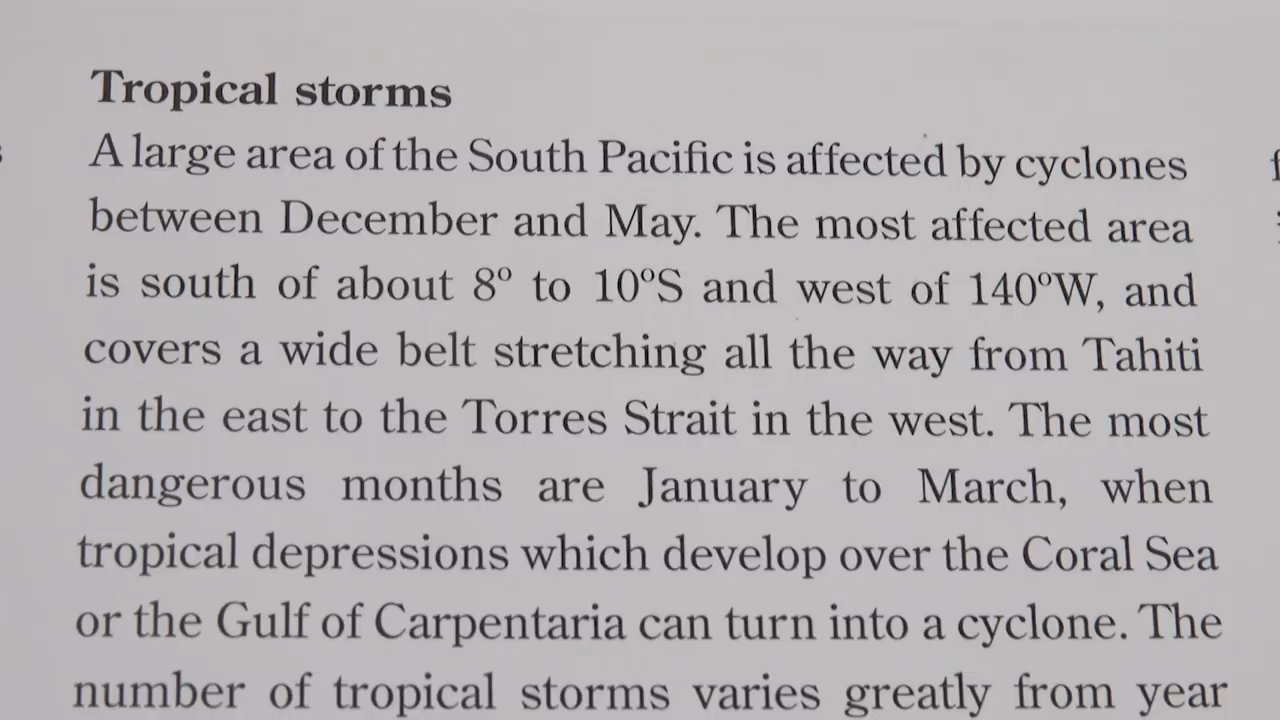 Tropical storms
A large area of the South Pacific is affected by cyclones
between December and May. The most affected area
is south of about 8º to 10ºS and west of 140ºW, and
covers a wide belt stretching all the way from Tahiti
in the east to the Torres Strait in the west. The most
dangerous months are January to March, when
tropical depressions which develop over the Coral Sea
or the Gulf of Carpentaria can turn into a cyclone. The
number of tropical storms varies greatly from year